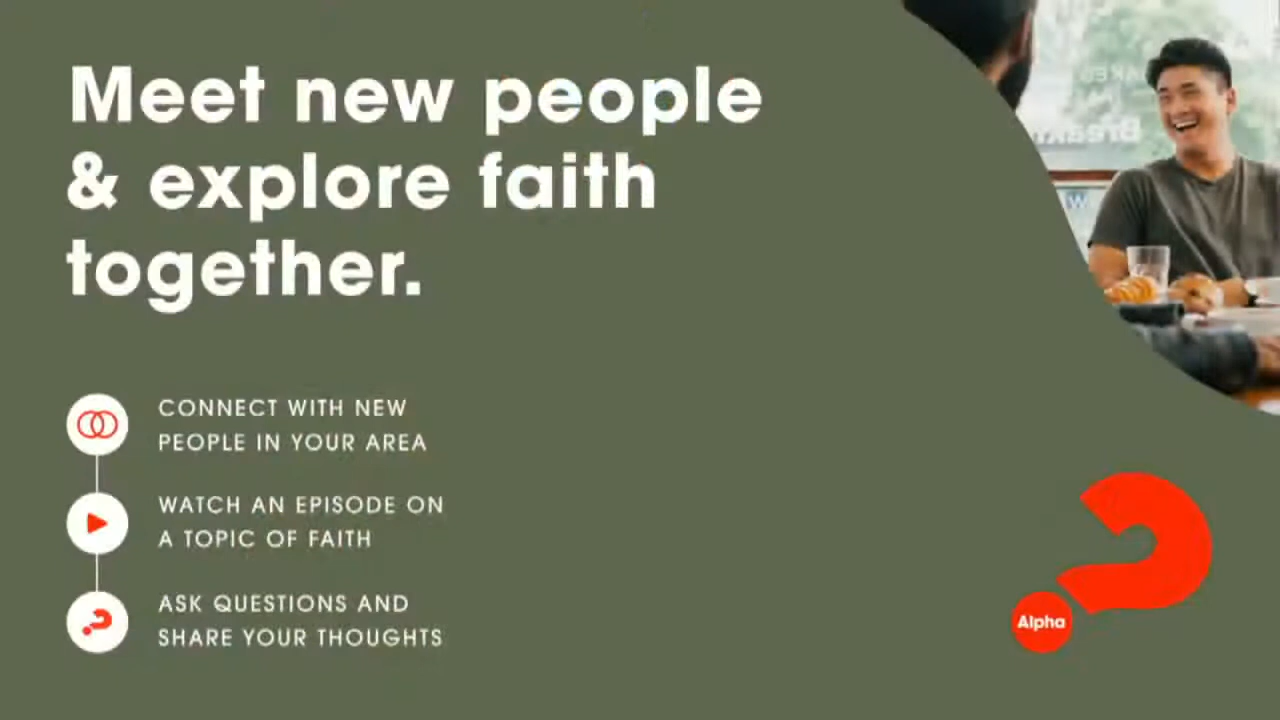 Meet new people
& explore faith
together.
CONNECT WITH NEW
PEOPLE IN YOUR AREA
WATCH AN EPISODE ON
A TOPIC OF FAITH
ASK QUESTIONS AND
SHARE YOUR THOUGHTS
Alpha